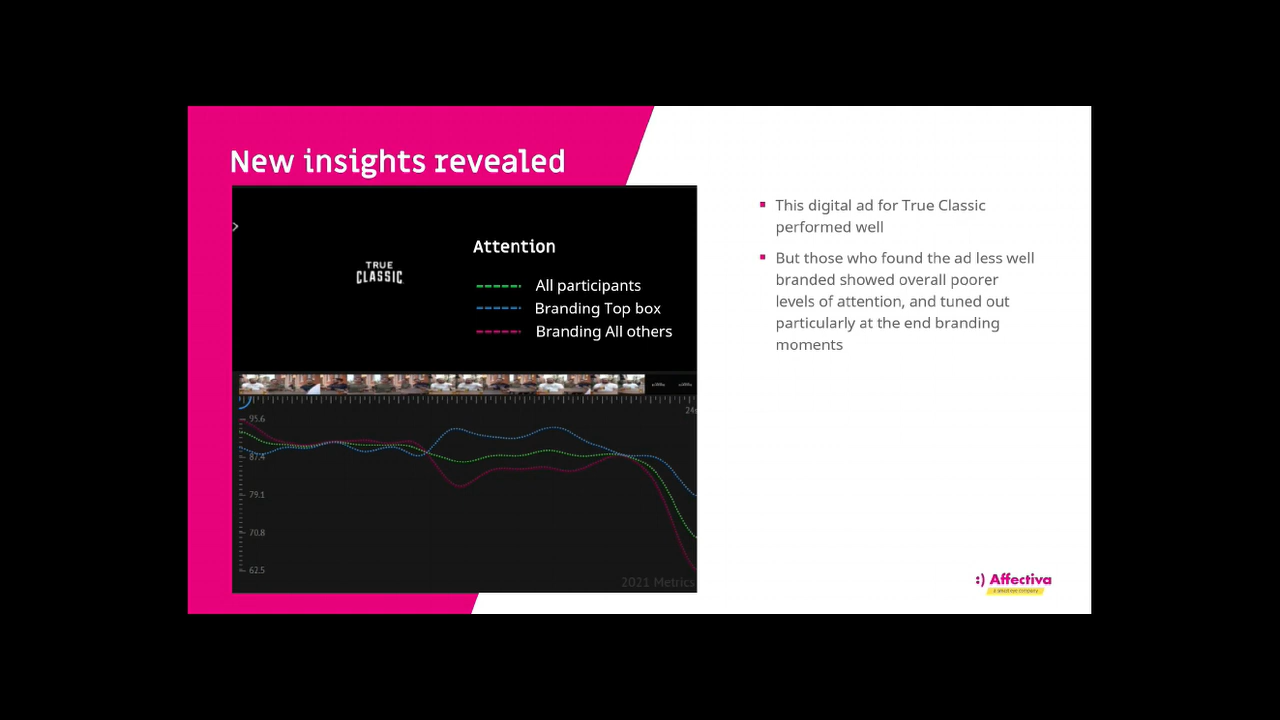 New insights revealed
TRUE
CLASSIC
Attention
All participants
Branding Top box
Branding All others
24
95.6
87.4
79.1
70.8
62.5
2021 Metrics
This digital ad for True Classic
performed well
But those who found the ad less well
branded showed overall poorer
levels of attention, and tuned out
particularly at the end branding
moments
:) Affectiva